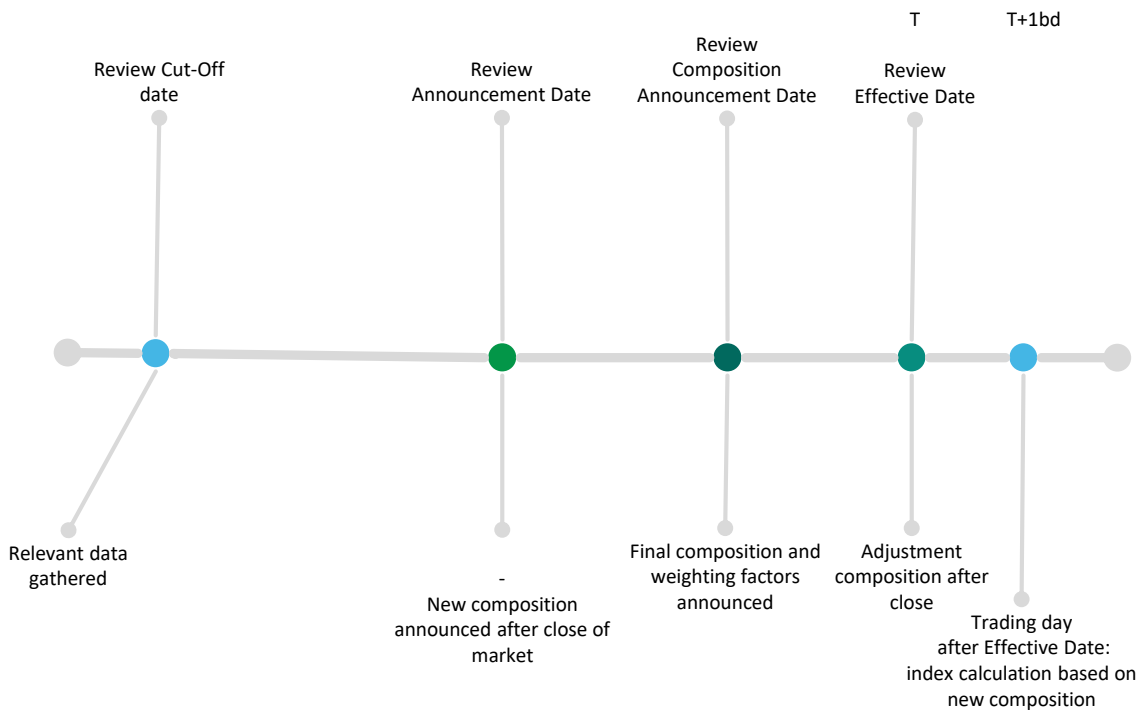 T
T+1bd
Review Cut-Off
date
Review
Announcement Date
Review
Composition
Announcement Date
Review
Effective Date
Relevant data
gathered
-
New composition
announced after close of
market
Final composition and
weighting factors
announced
Adjustment
composition after
close
Trading day
after Effective Date:
index calculation based on
new composition